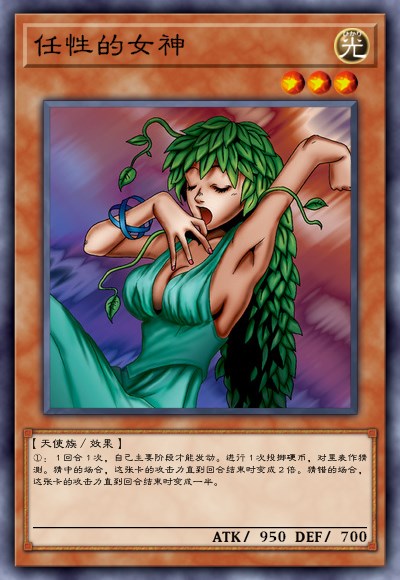 任性的女神
光
【天使族／效果】
①：1回合1次，自己主要阶段才能发动。进行1次投掷硬币，对里表作猜
测。猜中的场合，这张卡的攻击力直到回合结束时变成2倍。猜错的场合，
这张卡的攻击力直到回合结束时变成一半。
ATK/ 950 DEF/ 700